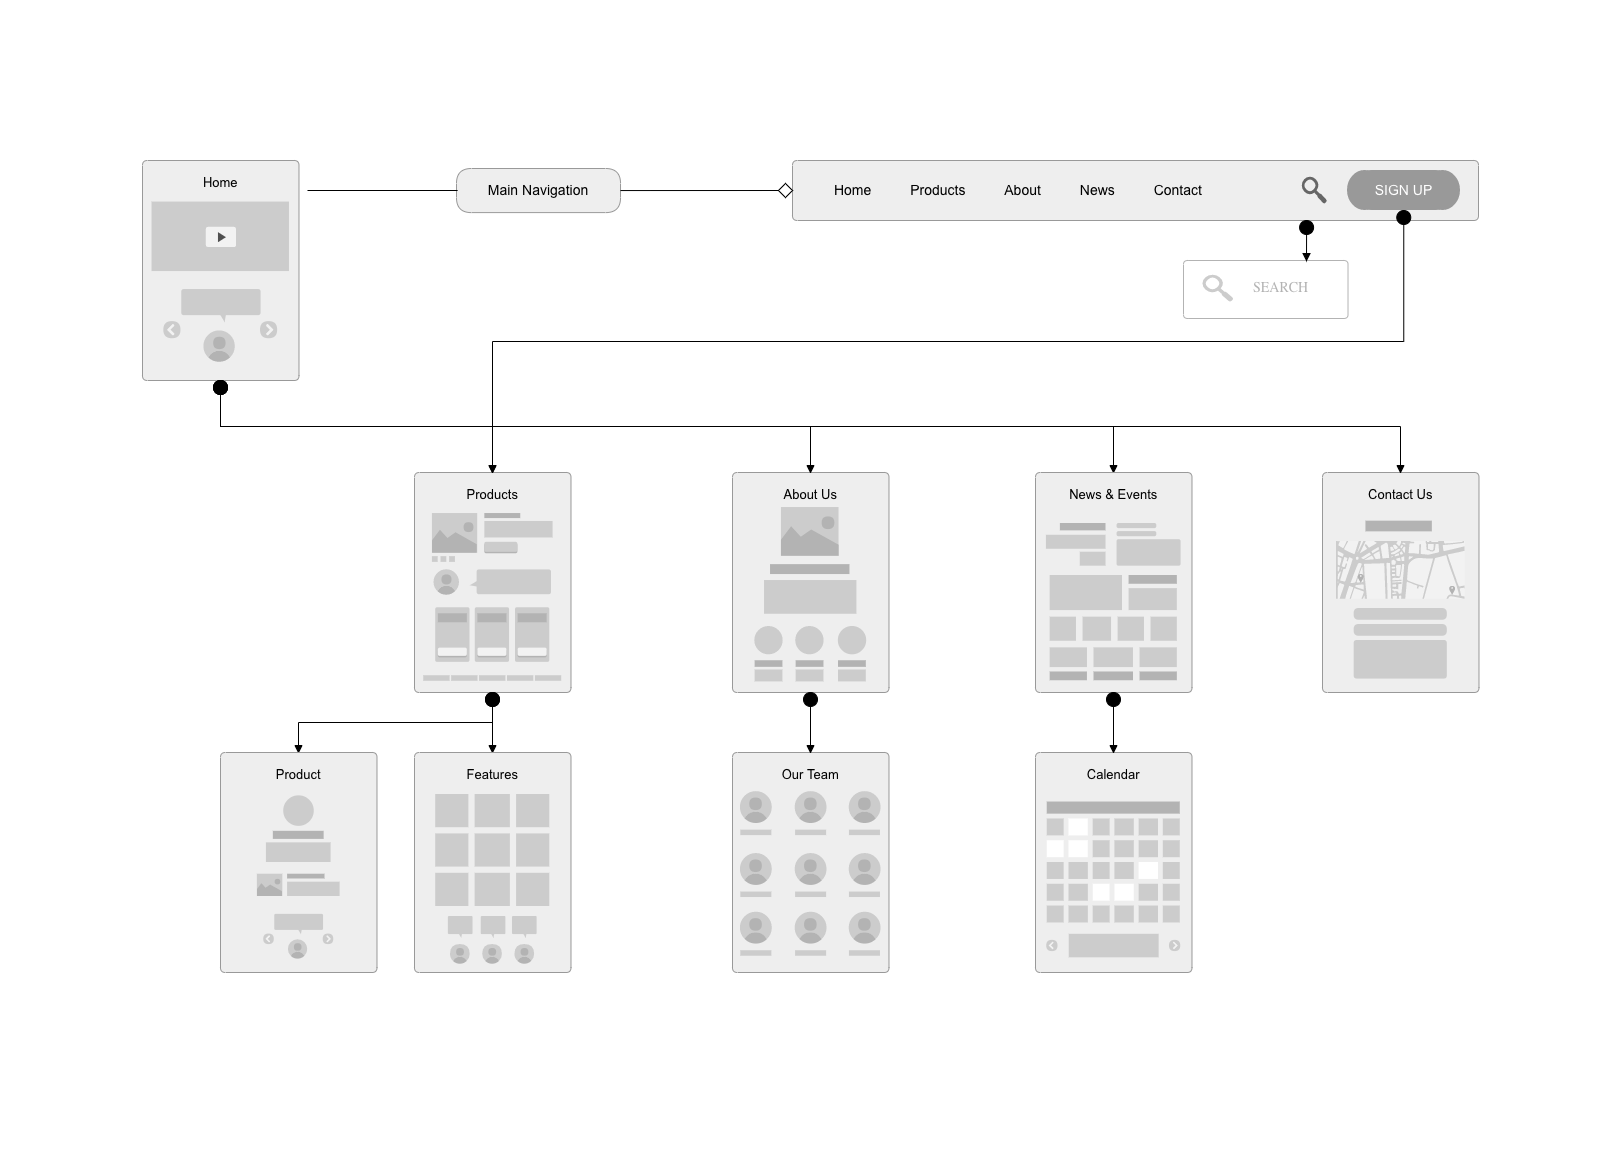 Home
Main Navigation
Home Products About News Contact SIGN UP
SEARCH
Products
About Us
News & Events
Contact Us
Product
Features
Our Team
Calendar